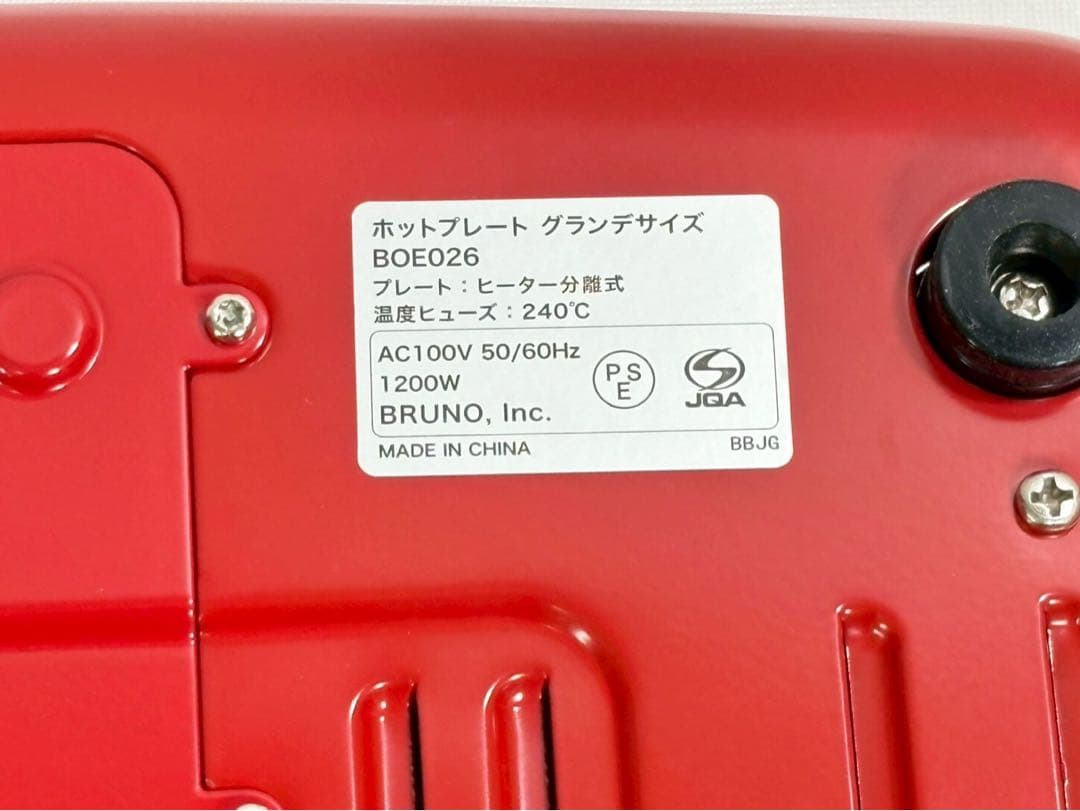 ホットプレート グランデサイズ
BOE026
プレート：ヒーター分離式
温度ヒューズ：240℃
AC100V 50/60Hz
1200W
PSE
JQA
BRUNO, Inc.
MADE IN CHINA
BBJG